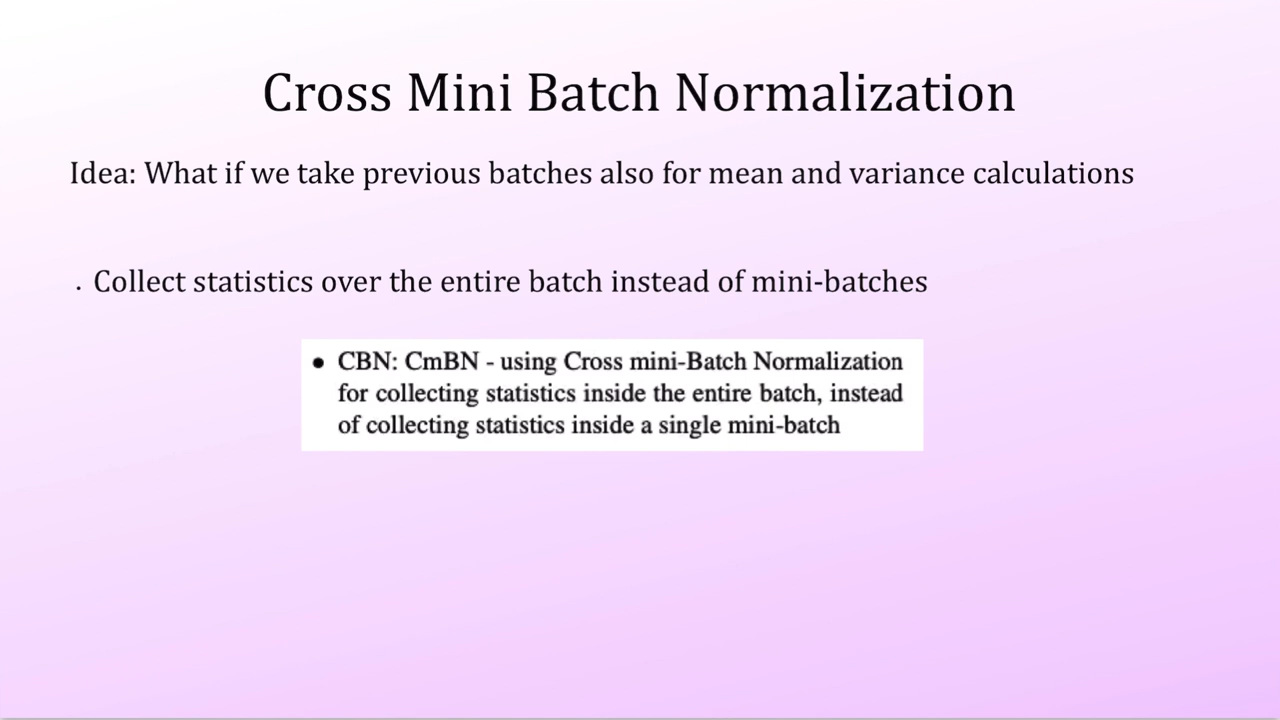 Cross Mini Batch Normalization
Idea: What if we take previous batches also for mean and variance calculations
. Collect statistics over the entire batch instead of mini-batches
• CBN: CmBN - using Cross mini-Batch Normalization
for collecting statistics inside the entire batch, instead
of collecting statistics inside a single mini-batch